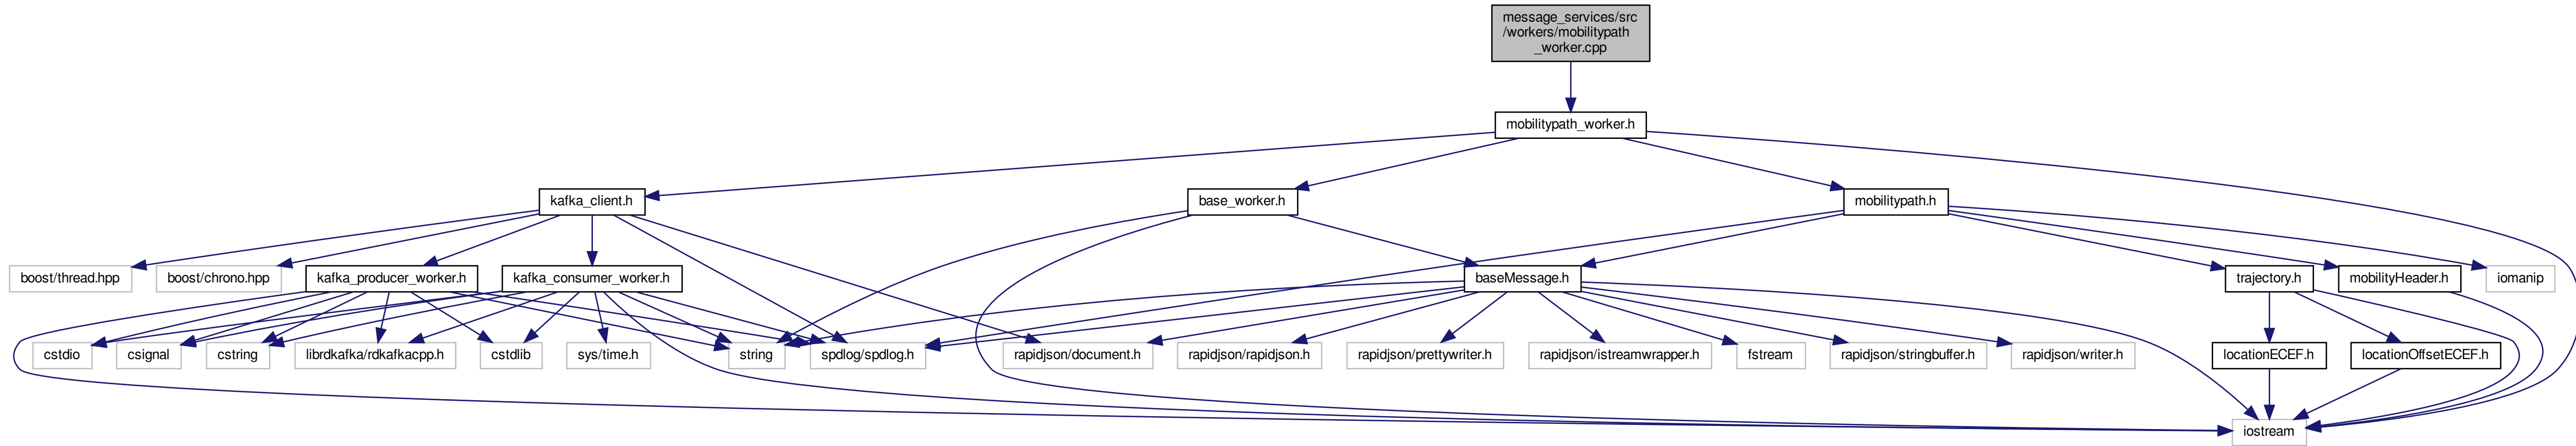 message_services/src
/workers/mobilitypath
_worker.cpp
mobilitypath_worker.h
kafka_client.h
base_worker.h
mobilitypath.h
boost/thread.hpp
boost/chrono.hpp
kafka_producer_worker.h
kafka_consumer_worker.h
baseMessage.h
trajectory.h
mobilityHeader.h
iomanip
cstdio
csignal
cstring
librdkafka/rdkafkacpp.h
cstdlib
sys/time.h
string
spdlog/spdlog.h
rapidjson/document.h
rapidjson/rapidjson.h
rapidjson/prettywriter.h
rapidjson/istreamwrapper.h
fstream
rapidjson/stringbuffer.h
rapidjson/writer.h
locationECEF.h
locationOffsetECEF.h
iostream